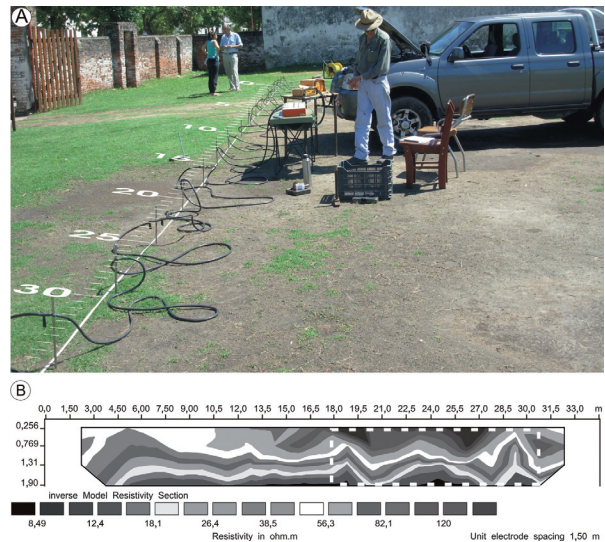 A
5
10
15
20
25
30
B
0,0 1,50 3,00 4,50 6,00 7,50 9,00 10,5 12,0 13,5 15,0 16,5 18,0 19,5 21,0 22,5 24,0 25,5 27,0 28,5 30,0 31,5 33,0 m
0,256
0,769
1,31
1,90
inverse Model Resistivity Section
8,49 12,4 18,1 26,4 38,5 56,3 82,1 120
Resistivity in ohm.m Unit electrode spacing 1,50 m